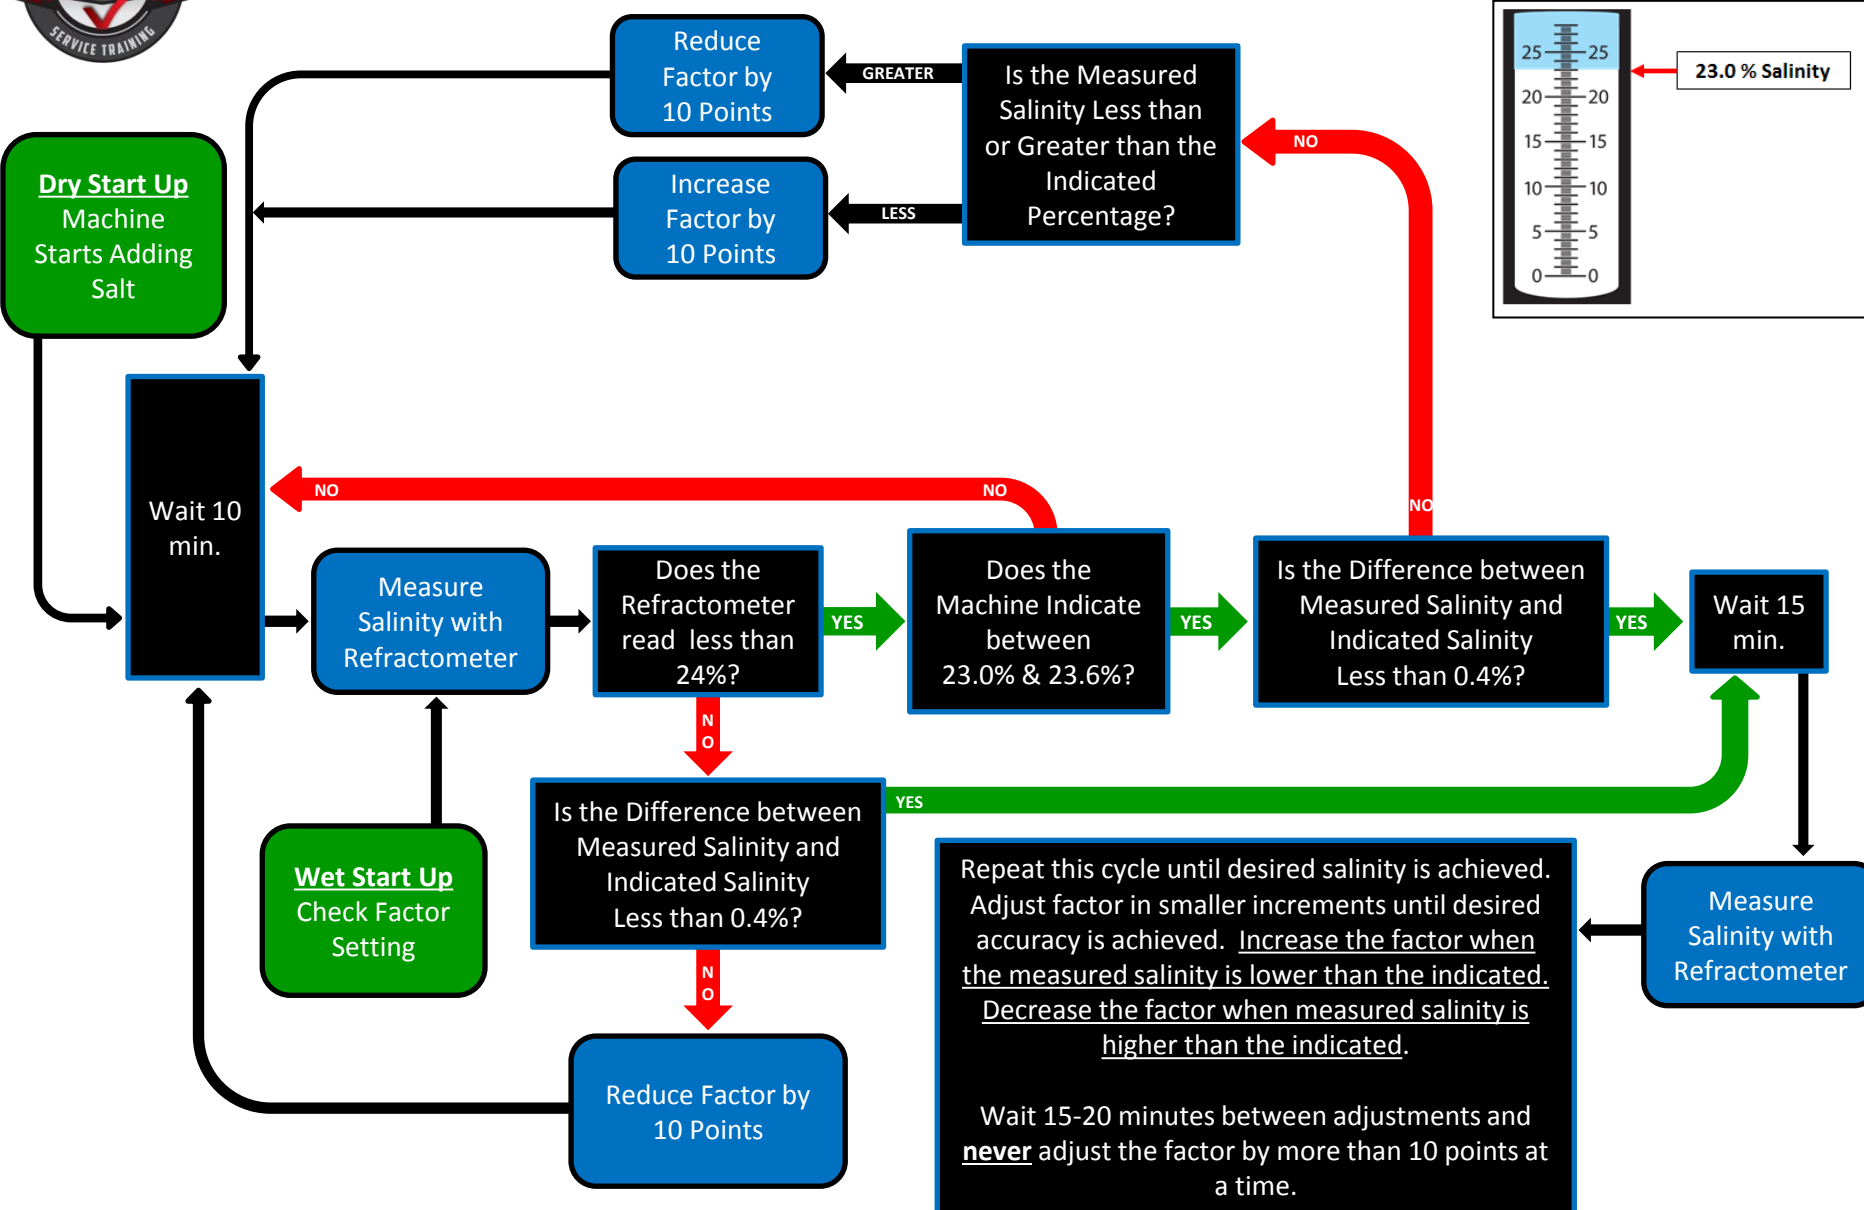 SERVICE TRAINING
Reduce
Factor by
10 Points
GREATER
Is the Measured
Salinity Less than
or Greater than the
Indicated
Percentage?
NO
25 25
20 20
15 15
10 10
5 5
0 0
23.0 % Salinity
Dry Start Up
Machine
Starts Adding
Salt
Increase
Factor by
10 Points
LESS
Wait 10
min.
NO
NO
NO
Measure
Salinity with
Refractometer
Does the
Refractometer
read less than
24%?
YES
Does the
Machine Indicate
between
23.0% & 23.6%?
YES
Is the Difference between
Measured Salinity and
Indicated Salinity
Less than 0.4%?
YES
Wait 15
min.
N
O
Is the Difference between
Measured Salinity and
Indicated Salinity
Less than 0.4%?
YES
Wet Start Up
Check Factor
Setting
N
O
Reduce Factor by
10 Points
Repeat this cycle until desired salinity is achieved.
Adjust factor in smaller increments until desired
accuracy is achieved. Increase the factor when
the measured salinity is lower than the indicated.
Decrease the factor when measured salinity is
higher than the indicated.
Wait 15-20 minutes between adjustments and
never adjust the factor by more than 10 points at
a time.
Measure
Salinity with
Refractometer